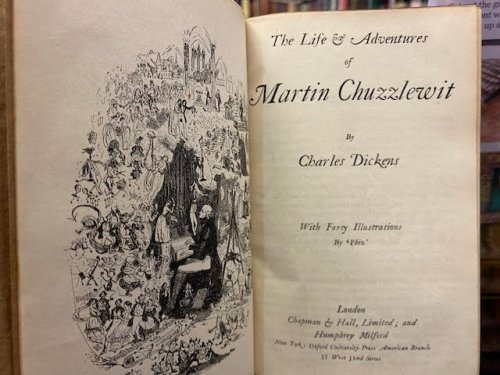 The Life & Adventures
of
Martin Chuzzlewit
By
Charles Dickens
With Forty Illustrations
By 'Phiz'
London
Chapman & Hall, Limited; and
Humphrey Milford
New York: Oxford University Press American Branch
35 West 32nd Street